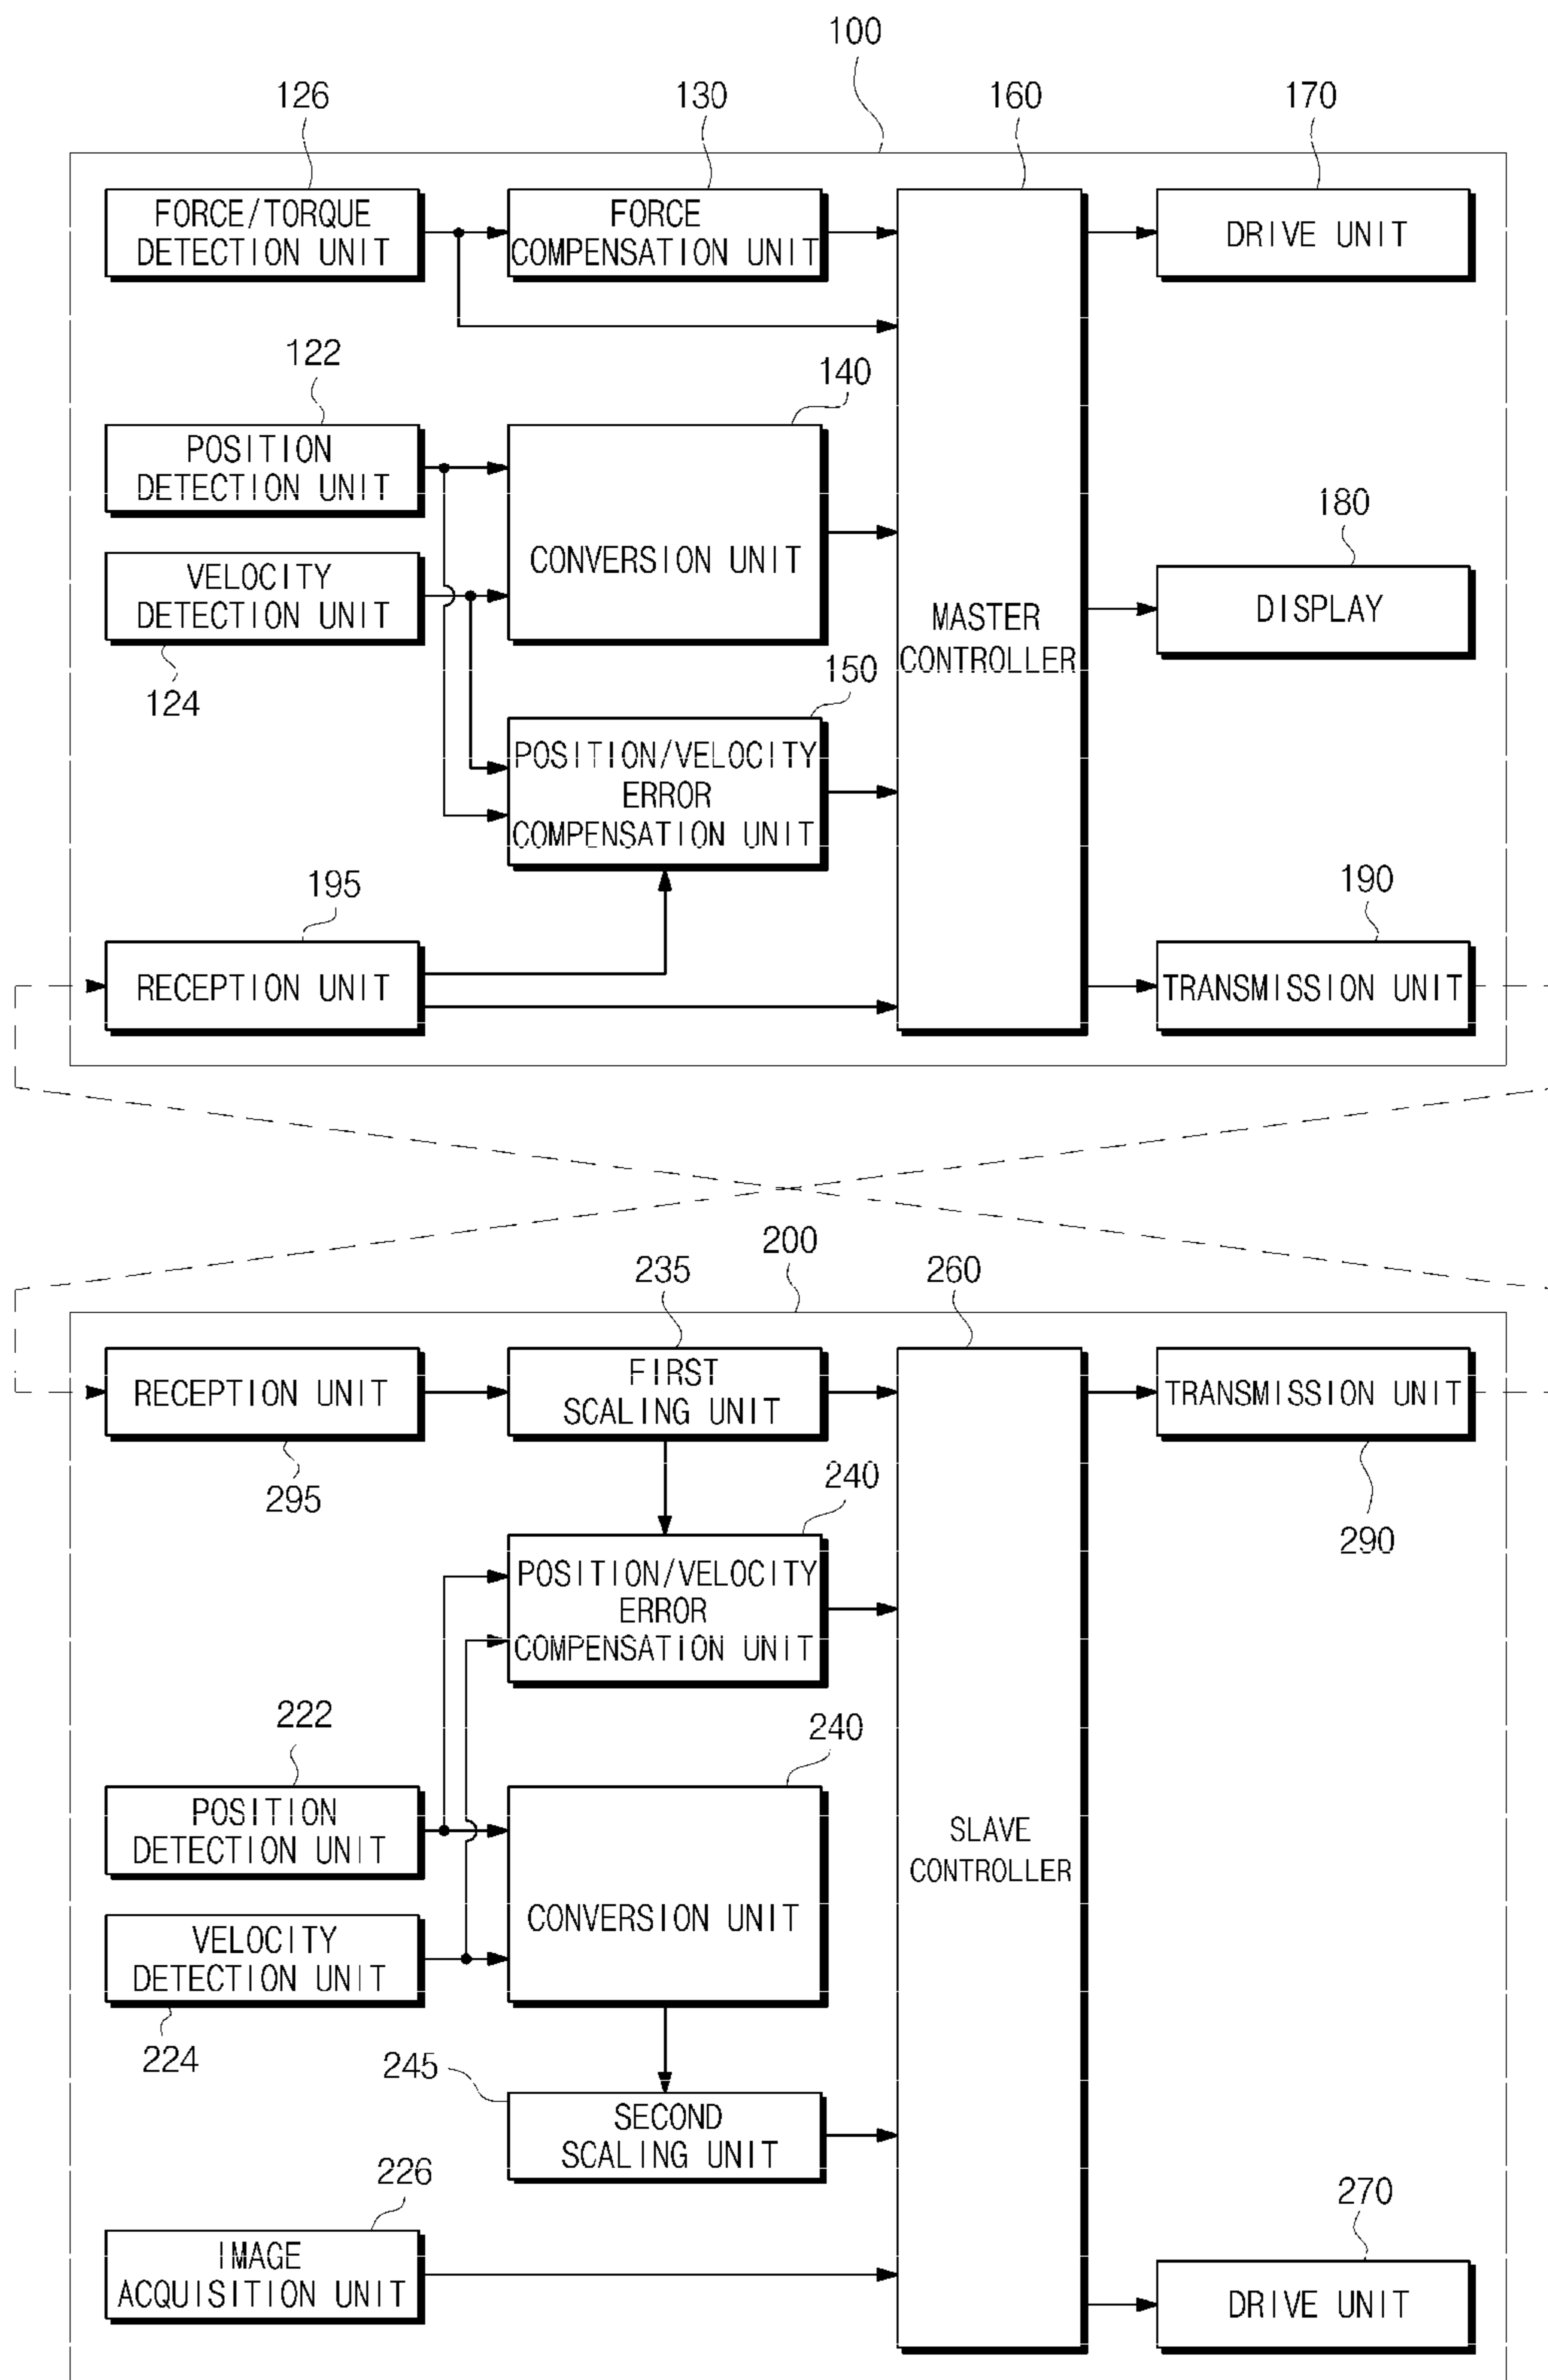 100
126
130
160
170
FORCE/TORQUE
DETECTION UNIT
FORCE
COMPENSATION UNIT
DRIVE UNIT
122
140
POSITION
DETECTION UNIT
180
VELOCITY
DETECTION UNIT
CONVERSION UNIT
MASTER
CONTROLLER
DISPLAY
124
150
POSITION/VELOCITY
ERROR
COMPENSATION UNIT
195
190
RECEPTION UNIT
TRANSMISSION UNIT
200
235
260
RECEPTION UNIT
FIRST
SCALING UNIT
TRANSMISSION UNIT
295
240
290
POSITION/VELOCITY
ERROR
COMPENSATION UNIT
222
240
POSITION
DETECTION UNIT
SLAVE
CONTROLLER
CONVERSION UNIT
VELOCITY
DETECTION UNIT
224
245
SECOND
SCALING UNIT
226
270
IMAGE
ACQUISITION UNIT
DRIVE UNIT